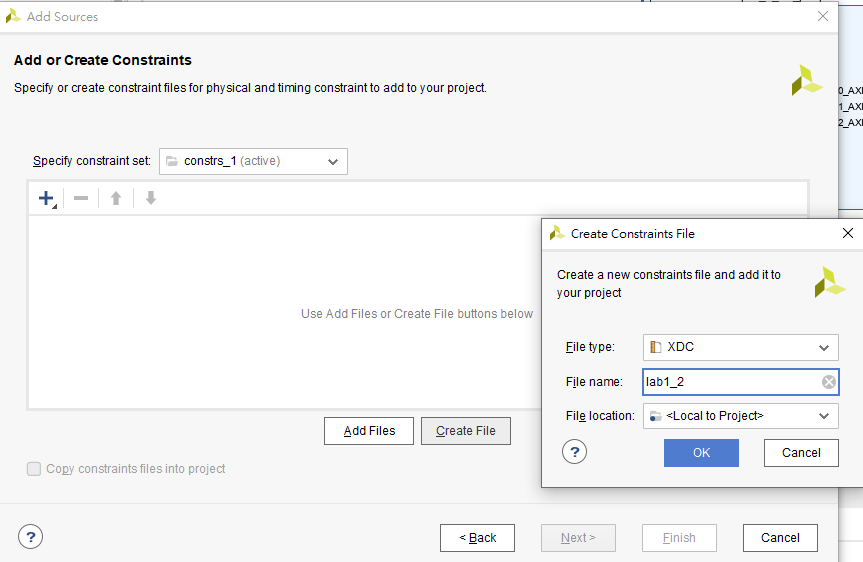 Add Sources
Add or Create Constraints
Specify or create constraint files for physical and timing constraint to add to your project.
0_AXI
1_AXI
2_AXI
Specify constraint set: constrs_1 (active)
Use Add Files or Create File buttons below
Add Files Create File
Copy constraints files into project
? < Back Next > Finish Cancel
Create Constraints File
Create a new constraints file and add it to
your project
File type: XDC
File name: lab1_2
File location: <Local to Project>
? OK Cancel